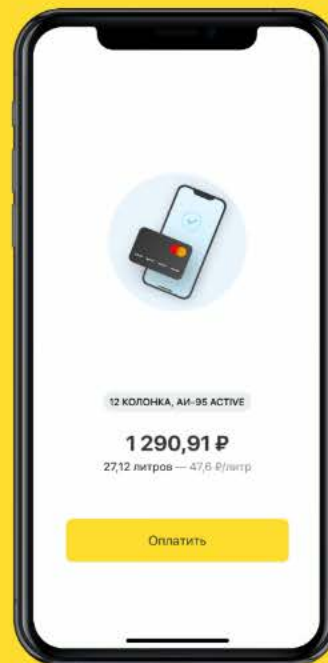 12 КОЛОНКА, АИ-95 ACTIVE
1 290,91 ₽
27,12 литров — 47,6 ₽/литр
Оплатить